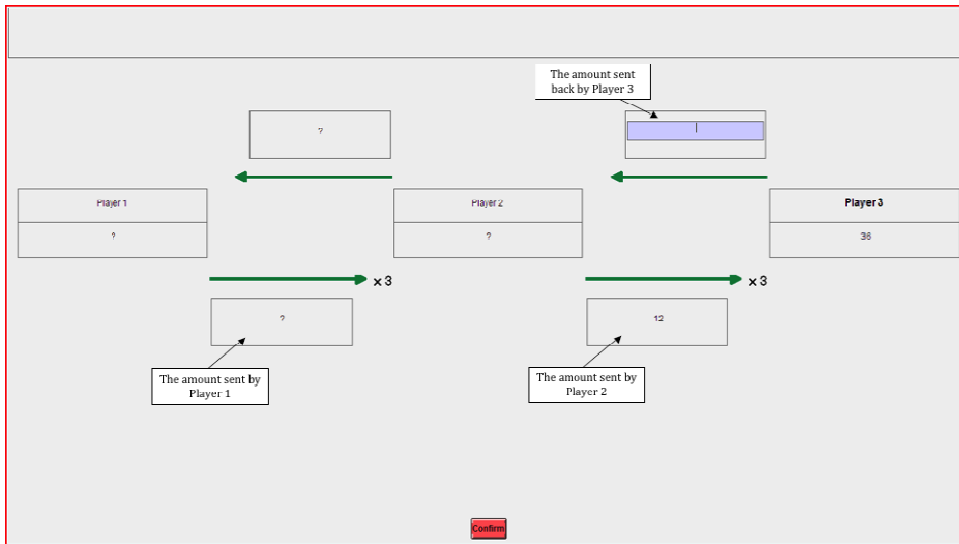 The amount sent
back by Player 3
?
Player 1
Player 2
Player 3
?
?
36
x 3
x 3
?
12
The amount sent by
Player 1
The amount sent by
Player 2
Confirm